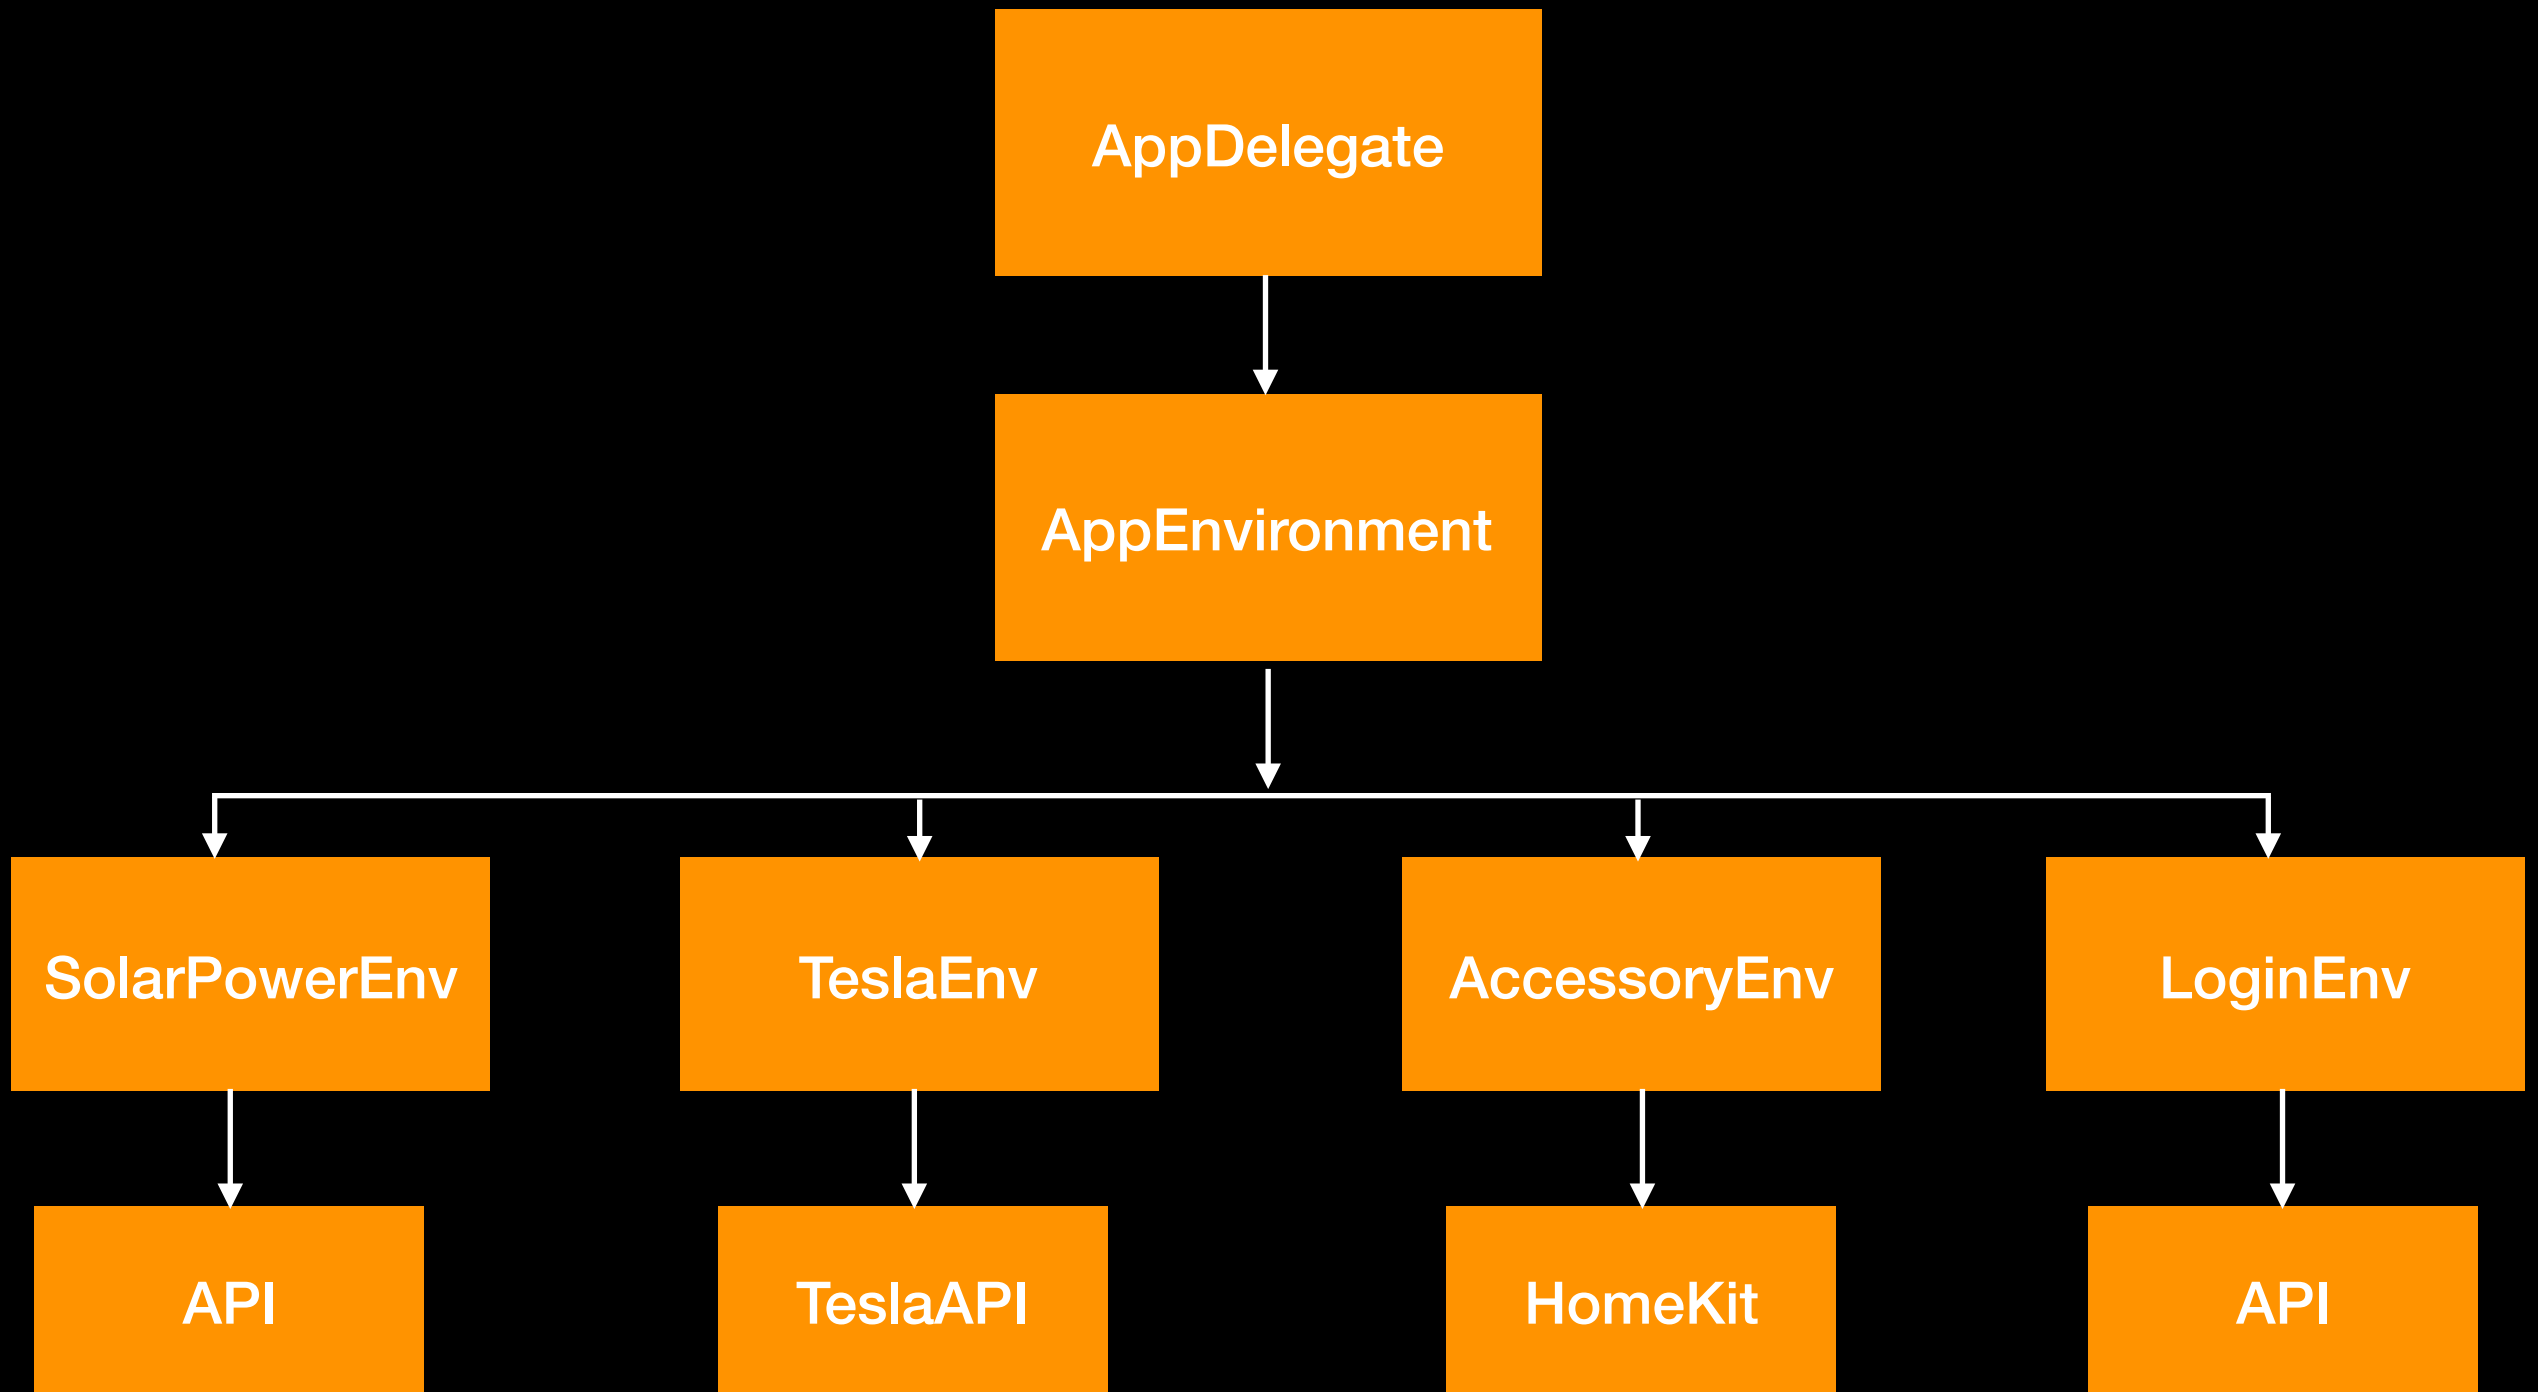 AppDelegate
AppEnvironment
SolarPowerEnv
TeslaEnv
AccessoryEnv
LoginEnv
API
TeslaAPI
HomeKit
API